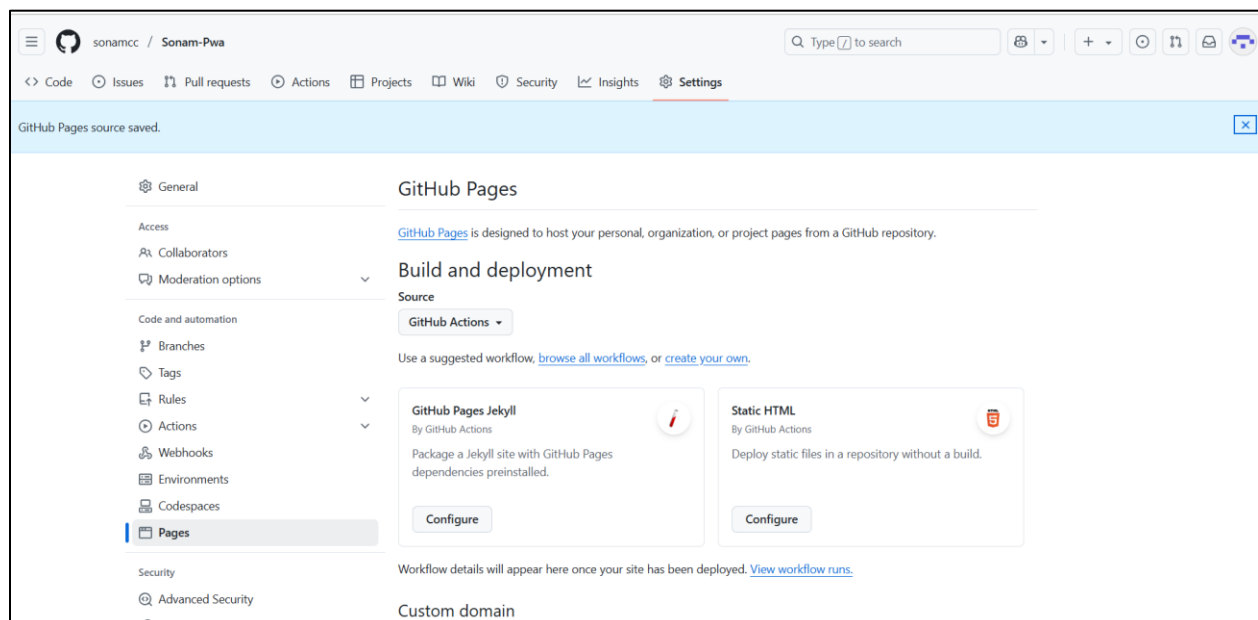 sonamcc / Sonam-Pwa
Type / to search
Code Issues Pull requests Actions Projects Wiki Security Insights Settings
GitHub Pages source saved.
General
Access
Collaborators
Moderation options
Code and automation
Branches
Tags
Rules
Actions
Webhooks
Environments
Codespaces
Pages
Security
Advanced Security
GitHub Pages
GitHub Pages is designed to host your personal, organization, or project pages from a GitHub repository.
Build and deployment
Source
GitHub Actions
Use a suggested workflow, browse all workflows, or create your own.
GitHub Pages Jekyll
By GitHub Actions
Package a Jekyll site with GitHub Pages
dependencies preinstalled.
Configure
Static HTML
By GitHub Actions
Deploy static files in a repository without a build.
Configure
Workflow details will appear here once your site has been deployed. View workflow runs.
Custom domain